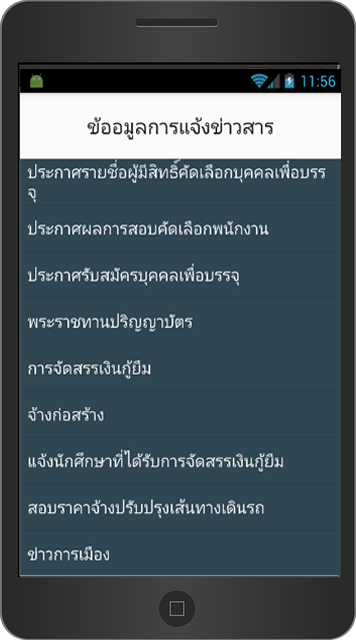 11:56
ข้ออมูลการแจ้งข่าวสาร
ประกาศรายชื่อผู้มีสิทธิ์คัดเลือกบุคคลเพื่อบรร
จุ
ประกาศผลการสอบคัดเลือกพนักงาน
ประกาศรับสมัครบุคคลเพื่อบรรจุ
พระราชทานปริญญาบัตร
การจัดสรรเงินกู้ยืม
จ้างก่อสร้าง
แจ้งนักศึกษาที่ได้รับการจัดสรรเงินกู้ยืม
สอบราคาจ้างปรับปรุงเส้นทางเดินรถ
ข่าวการเมือง